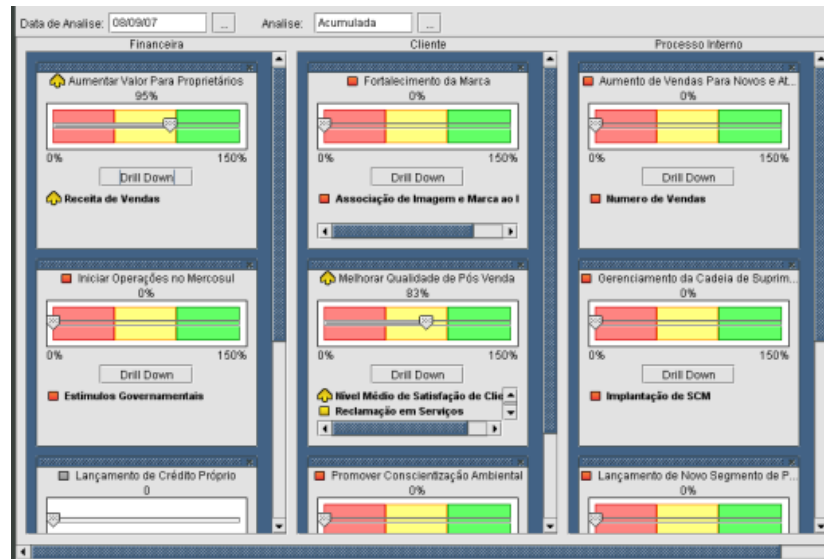 Data de Analise: 08/09/07 ... Analise: Acumulada ...
Financeira
Aumentar Valor Para Proprietários
95%
0% 150%
Drill Down
Receita de Vendas
Iniciar Operações no Mercosul
0%
0% 150%
Drill Down
Estímulos Governamentais
Lançamento de Crédito Próprio
0
Cliente
Fortalecimento da Marca
0%
0% 150%
Drill Down
Associação de Imagem e Marca ao I
Melhorar Qualidade de Pós Venda
83%
0% 150%
Drill Down
Nível Médio de Satisfação de Clie
Reclamação em Serviços
Promover Conscientização Ambiental
0%
Processo Interno
Aumento de Vendas Para Novos e At...
0%
0% 150%
Drill Down
Numero de Vendas
Gerenciamento da Cadeia de Suprim...
0%
0% 150%
Drill Down
Implantação de SCM
Lançamento de Novo Segmento de P...
0%